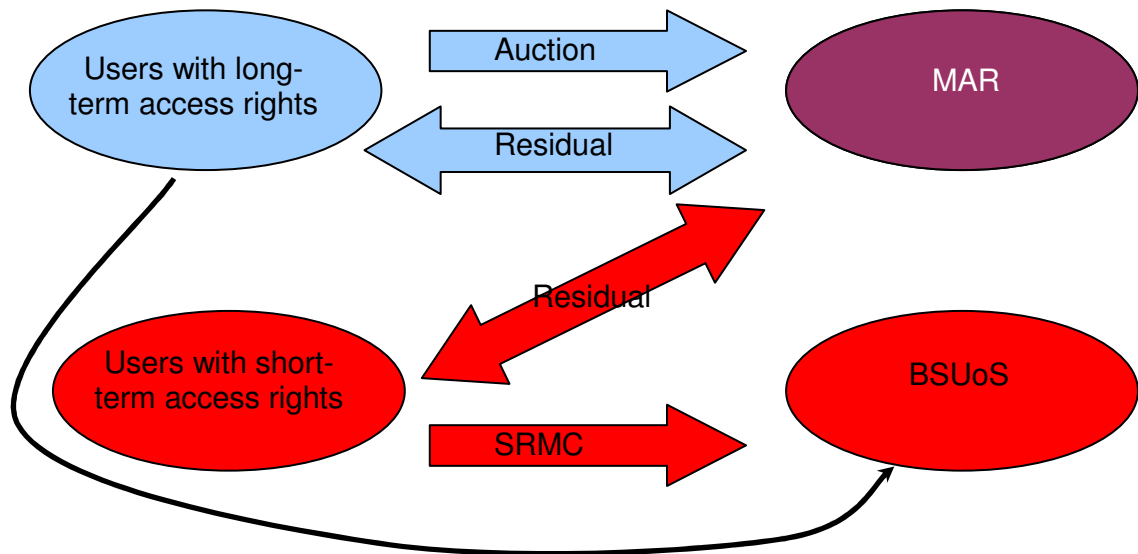 Users with long-
term access rights
Auction
MAR
Residual
Residual
Users with short-
term access rights
BSUoS
SRMC